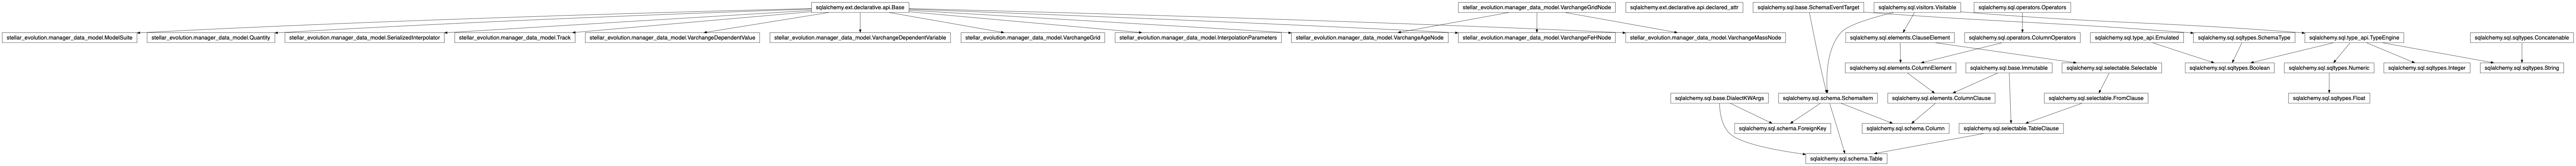 sqlalchemy.ext.declarative.api.Base
stellar_evolution.manager_data_model.VarchangeGridNode
sqlalchemy.ext.declarative.api.declared_attr
sqlalchemy.sql.base.SchemaEventTarget
sqlalchemy.sql.visitors.Visitable
sqlalchemy.sql.operators.Operators
stellar_evolution.manager_data_model.ModelSuite
stellar_evolution.manager_data_model.Quantity
stellar_evolution.manager_data_model.SerializedInterpolator
stellar_evolution.manager_data_model.Track
stellar_evolution.manager_data_model.VarchangeDependentValue
stellar_evolution.manager_data_model.VarchangeDependentVariable
stellar_evolution.manager_data_model.VarchangeGrid
stellar_evolution.manager_data_model.InterpolationParameters
stellar_evolution.manager_data_model.VarchangeAgeNode
stellar_evolution.manager_data_model.VarchangeFeHNode
stellar_evolution.manager_data_model.VarchangeMassNode
sqlalchemy.sql.elements.ClauseElement
sqlalchemy.sql.operators.ColumnOperators
sqlalchemy.sql.type_api.Emulated
sqlalchemy.sql.sqltypes.SchemaType
sqlalchemy.sql.type_api.TypeEngine
sqlalchemy.sql.sqltypes.Concatenable
sqlalchemy.sql.elements.ColumnElement
sqlalchemy.sql.base.Immutable
sqlalchemy.sql.selectable.Selectable
sqlalchemy.sql.sqltypes.Boolean
sqlalchemy.sql.sqltypes.Numeric
sqlalchemy.sql.sqltypes.Integer
sqlalchemy.sql.sqltypes.String
sqlalchemy.sql.base.DialectKWArgs
sqlalchemy.sql.schema.SchemaItem
sqlalchemy.sql.elements.ColumnClause
sqlalchemy.sql.selectable.FromClause
sqlalchemy.sql.sqltypes.Float
sqlalchemy.sql.schema.ForeignKey
sqlalchemy.sql.schema.Column
sqlalchemy.sql.selectable.TableClause
sqlalchemy.sql.schema.Table